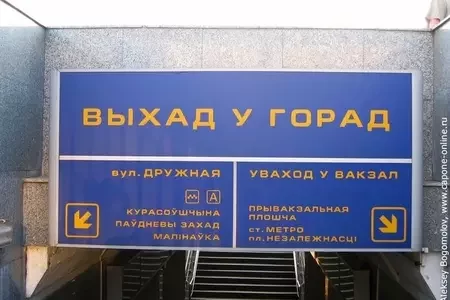 ВЫХАД У ГОРАД
вул. ДРУЖНАЯ
А
КУРАСОЎШЧЫНА
ПАЎДНЕВЫ ЗАХАД
МАЛІНАЎКА
УВАХОД У ВАКЗАЛ
ПРЫВАКЗАЛЬНАЯ
ПЛОШЧА
ст. МЕТРО
пл. НЕЗАЛЕЖНАСЦІ
Aleksey Bogomolov, www.capone-online.ru